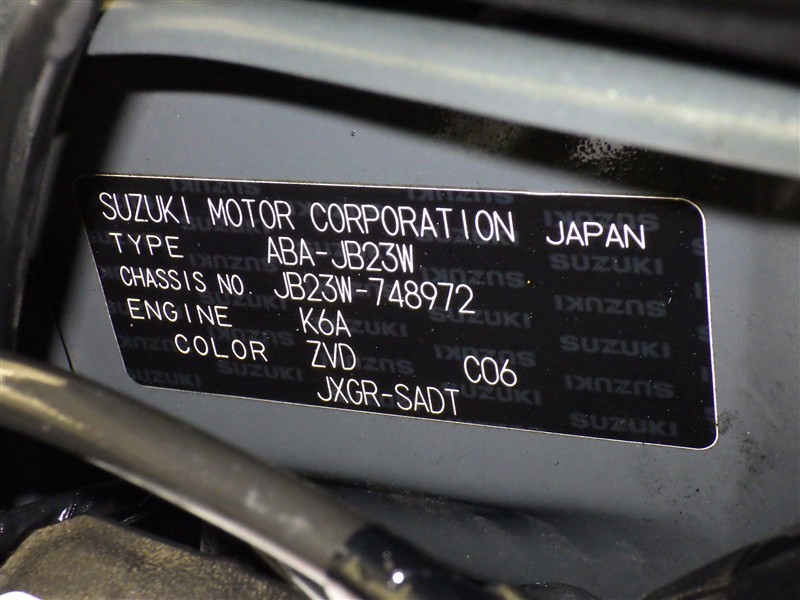 SUZUKI MOTOR CORPORATION JAPAN
TYPE ABA-JB23W
CHASSIS NO. JB23W-748972
ENGINE K6A
COLOR ZVD C06
JXGR-SADT